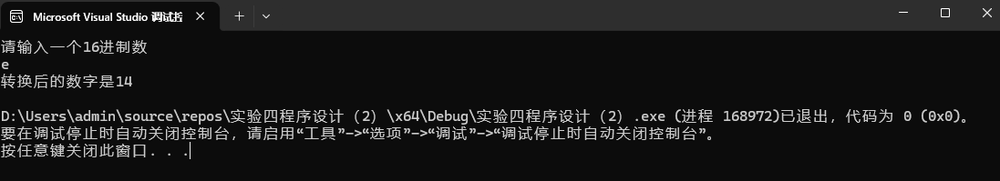 Microsoft Visual Studio 调试控
请输入一个16进制数
e
转换后的数字是14
D:\Users\admin\source\repos\实验四程序设计（2）\x64\Debug\实验四程序设计（2）.exe (进程 168972)已退出，代码为 0 (0x0)。
要在调试停止时自动关闭控制台，请启用“工具”->“选项”->“调试”->“调试停止时自动关闭控制台”。
按任意键关闭此窗口. . .